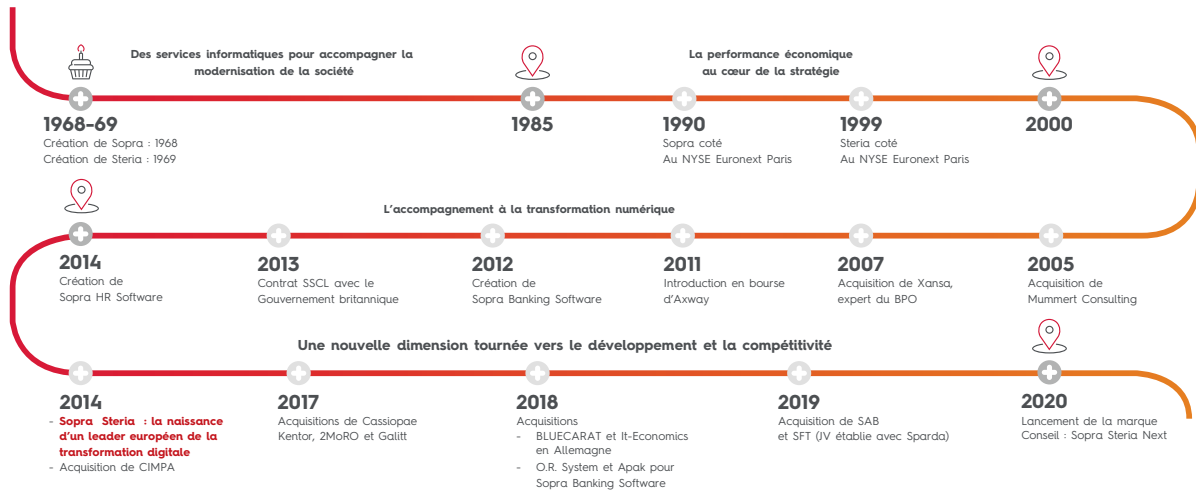 Des services informatiques pour accompagner la
modernisation de la société
La performance économique
au cœur de la stratégie
1968-69
Création de Sopra : 1968
Création de Steria : 1969
1985
1990
Sopra coté
Au NYSE Euronext Paris
1999
Steria coté
Au NYSE Euronext Paris
2000
L'accompagnement à la transformation numérique
2014
Création de
Sopra HR Software
2013
Contrat SSCL avec le
Gouvernement britannique
2012
Création de
Sopra Banking Software
2011
Introduction en bourse
d'Axway
2007
Acquisition de Xansa,
expert du BPO
2005
Acquisition de
Mummert Consulting
Une nouvelle dimension tournée vers le développement et la compétitivité
2014
- Sopra Steria : la naissance
d'un leader européen de la
transformation digitale
- Acquisition de CIMPA
2017
Acquisitions de Cassiopae
Kentor, 2MoRO et Galitt
2018
Acquisitions
- BLUECARAT et It-Economics
en Allemagne
- O.R. System et Apak pour
Sopra Banking Software
2019
Acquisition de SAB
et SFT (JV établie avec Sparda)
2020
Lancement de la marque
Conseil : Sopra Steria Next